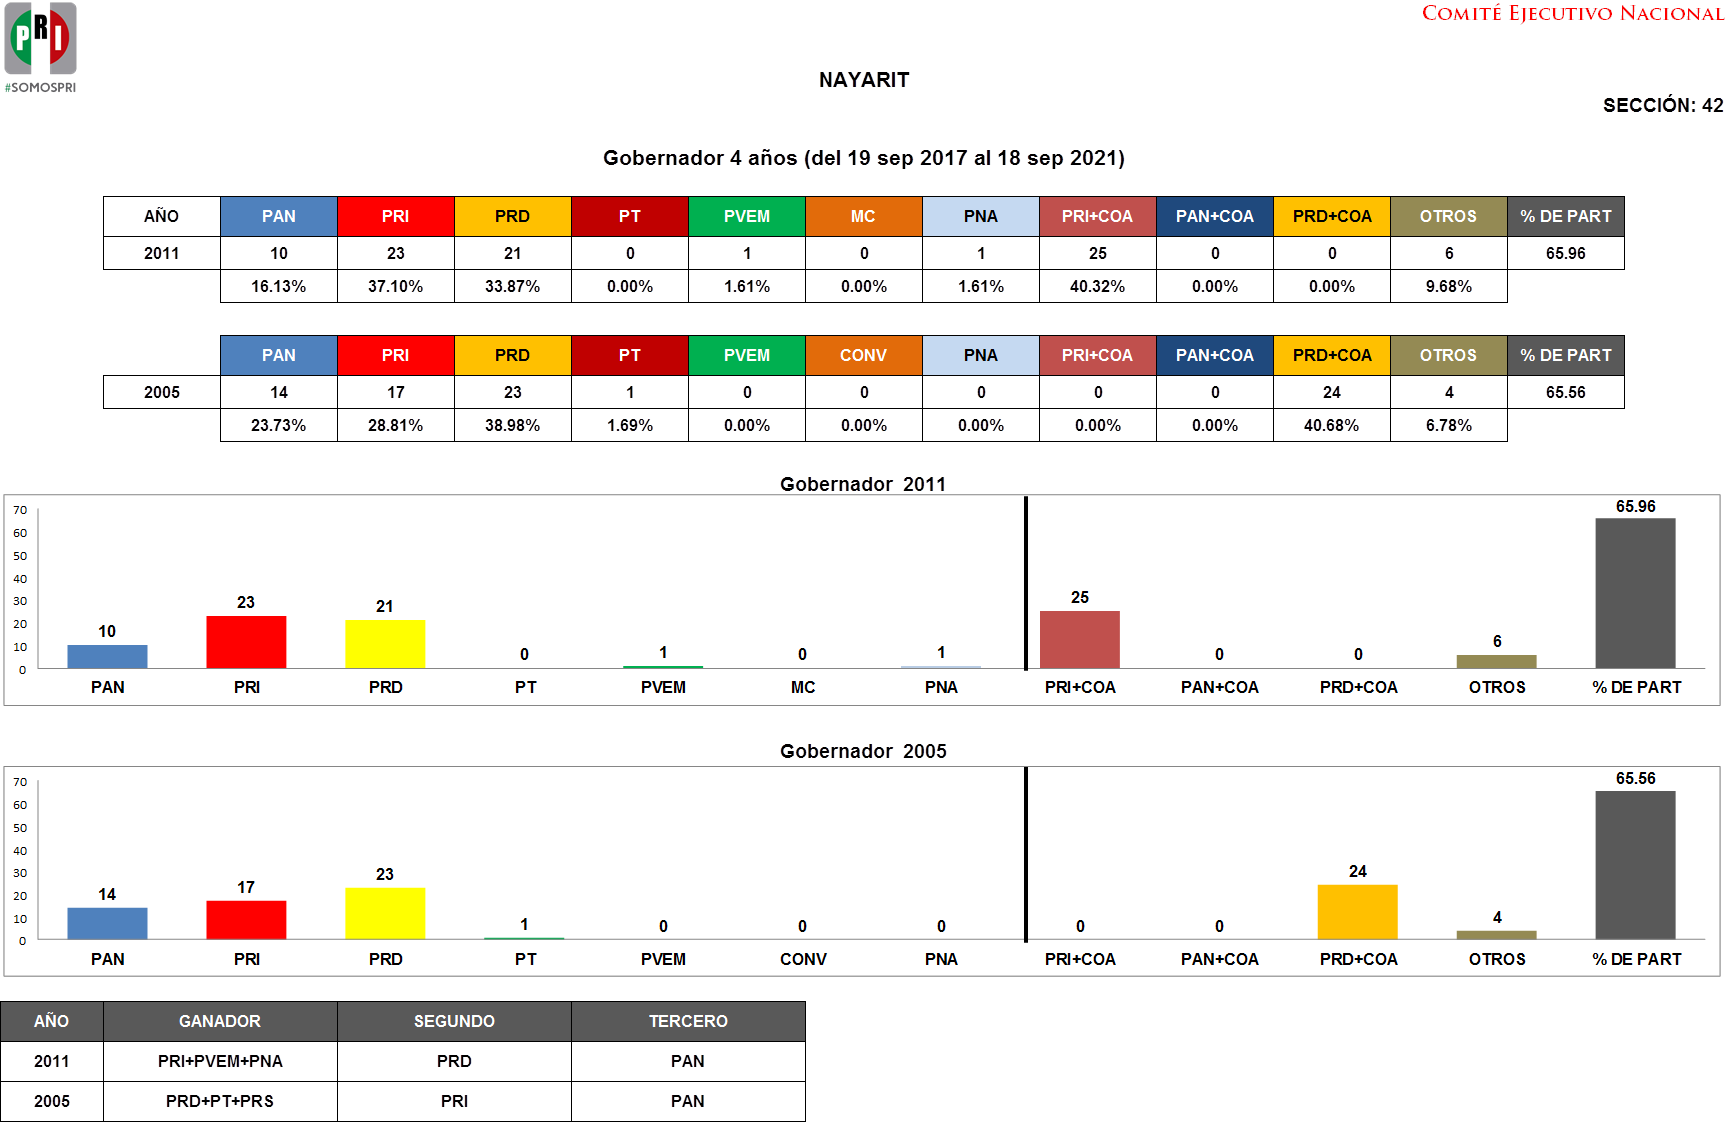 PRI
#SOMOSPRI
COMITÉ EJECUTIVO NACIONAL
NAYARIT
SECCIÓN: 42
Gobernador 4 años (del 19 sep 2017 al 18 sep 2021)
AÑO PAN PRI PRD PT PVEM MC PNA PRI+COA PAN+COA PRD+COA OTROS % DE PART
2011 10 23 21 0 1 0 1 25 0 0 6 65.96
16.13% 37.10% 33.87% 0.00% 1.61% 0.00% 1.61% 40.32% 0.00% 0.00% 9.68%
PAN PRI PRD PT PVEM CONV PNA PRI+COA PAN+COA PRD+COA OTROS % DE PART
2005 14 17 23 1 0 0 0 0 0 24 4 65.56
23.73% 28.81% 38.98% 1.69% 0.00% 0.00% 0.00% 0.00% 0.00% 40.68% 6.78%
Gobernador 2011
70
60
50
40
30
20
10
0
10 23 21 0 1 0 1 25 0 0 6 65.96
PAN PRI PRD PT PVEM MC PNA PRI+COA PAN+COA PRD+COA OTROS % DE PART
Gobernador 2005
70
60
50
40
30
20
10
0
14 17 23 1 0 0 0 0 0 24 4 65.56
PAN PRI PRD PT PVEM CONV PNA PRI+COA PAN+COA PRD+COA OTROS % DE PART
AÑO GANADOR SEGUNDO TERCERO
2011 PRI+PVEM+PNA PRD PAN
2005 PRD+PT+PRS PRI PAN